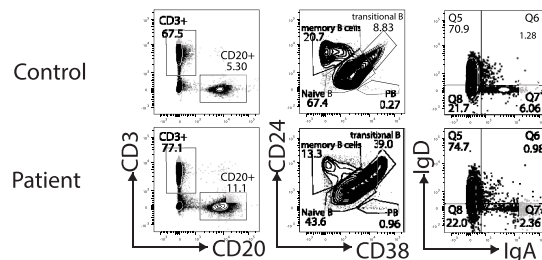 Control
CD3+
67.5
CD20+
5.30
memory B cells
20.7
transitional B
8.83
Naive B
67.4
PB
0.27
Q5
70.9
Q6
1.28
Q8
21.7
Q7
6.06
Patient
CD3+
77.1
CD20+
11.1
memory B cells
13.3
transitional B
39.0
Naive B
43.6
PB
0.96
Q5
74.7
Q6
0.98
Q8
22.0
Q7
2.36
CD3
CD20
CD24
CD38
IgD
IgA